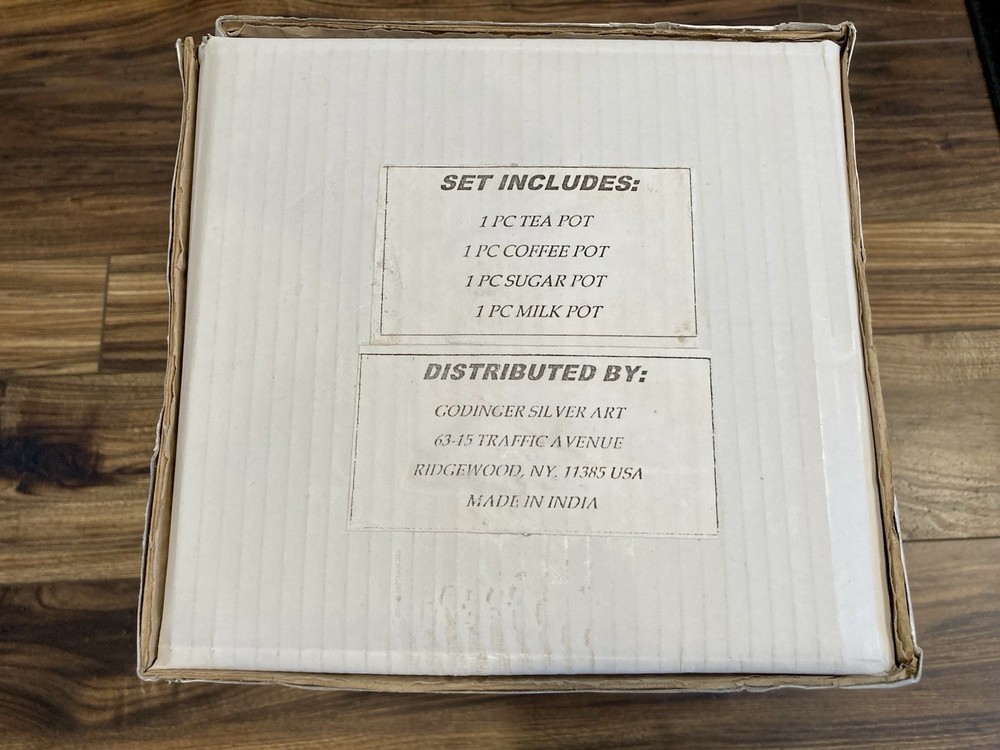 SET INCLUDES:
1 PC TEA POT
1 PC COFFEE POT
1 PC SUGAR POT
1 PC MILK POT
DISTRIBUTED BY:
GODINGER SILVER ART
63-15 TRAFFIC AVENUE
RIDGEWOOD, NY. 11385 USA
MADE IN INDIA